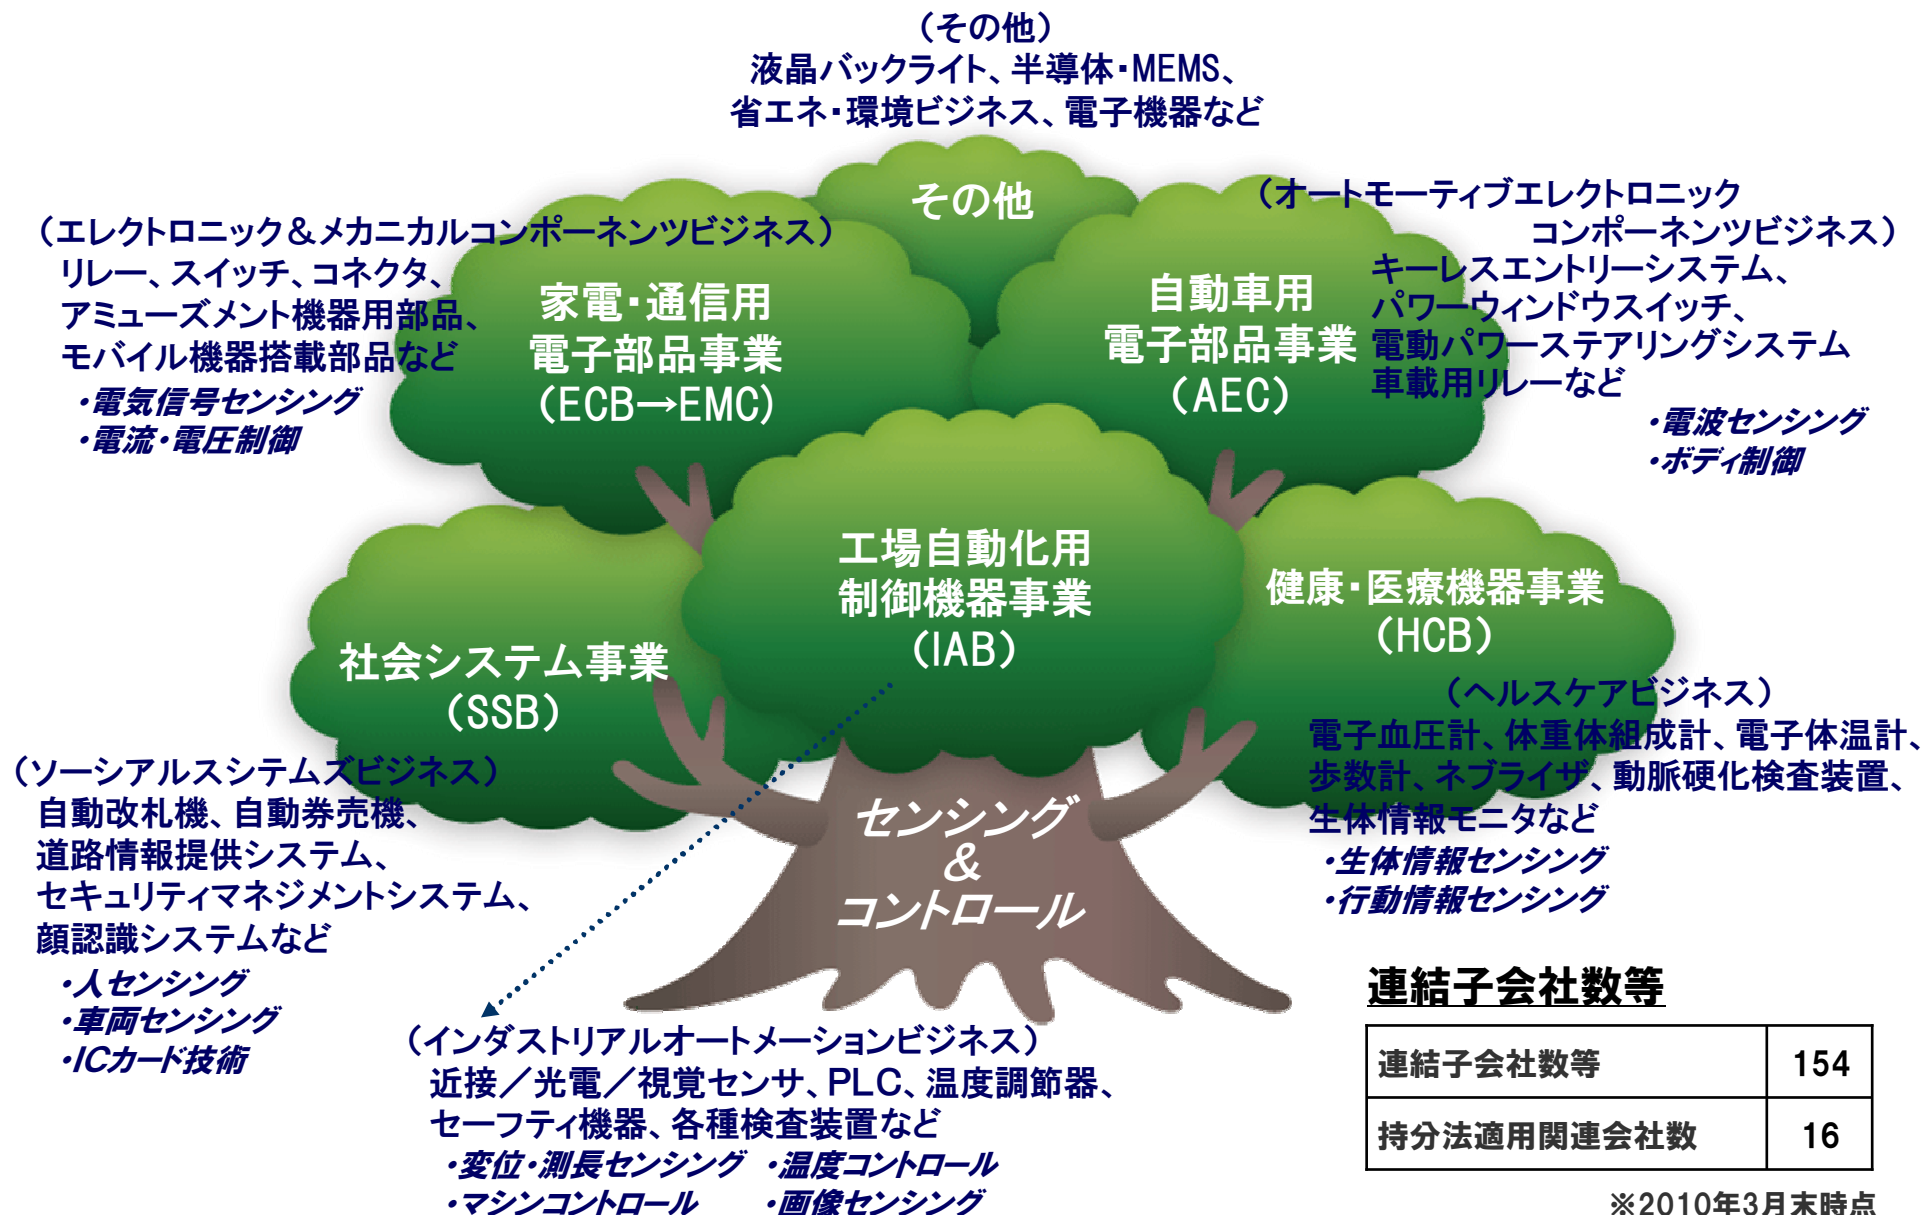 （その他）
液晶バックライト、半導体・MEMS、
省エネ・環境ビジネス、電子機器など
その他
（エレクトロニック＆メカニカルコンポーネンツビジネス）
リレー、スイッチ、コネクタ、
アミューズメント機器用部品、
モバイル機器搭載部品など
・電気信号センシング
・電流・電圧制御
家電・通信用
電子部品事業
（ECB→EMC）
（オートモーティブエレクトロニック
コンポーネンツビジネス）
キーレスエントリーシステム、
パワーウィンドウスイッチ、
電動パワーステアリングシステム
車載用リレーなど
・電波センシング
・ボディ制御
自動車用
電子部品事業
（AEC）
工場自動化用
制御機器事業
（IAB）
健康・医療機器事業
（HCB）
（ヘルスケアビジネス）
電子血圧計、体重体組成計、電子体温計、
歩数計、ネブライザ、動脈硬化検査装置、
生体情報モニタなど
・生体情報センシング
・行動情報センシング
社会システム事業
（SSB）
（ソーシアルスシテムズビジネス）
自動改札機、自動券売機、
道路情報提供システム、
セキュリティマネジメントシステム、
顔認識システムなど
・人センシング
・車両センシング
・ICカード技術
センシング
＆
コントロール
（インダストリアルオートメーションビジネス）
近接／光電／視覚センサ、PLC、温度調節器、
セーフティ機器、各種検査装置など
・変位・測長センシング ・温度コントロール
・マシンコントロール ・画像センシング
連結子会社数等
連結子会社数等 154
持分法適用関連会社数 16
※2010年3月末時点